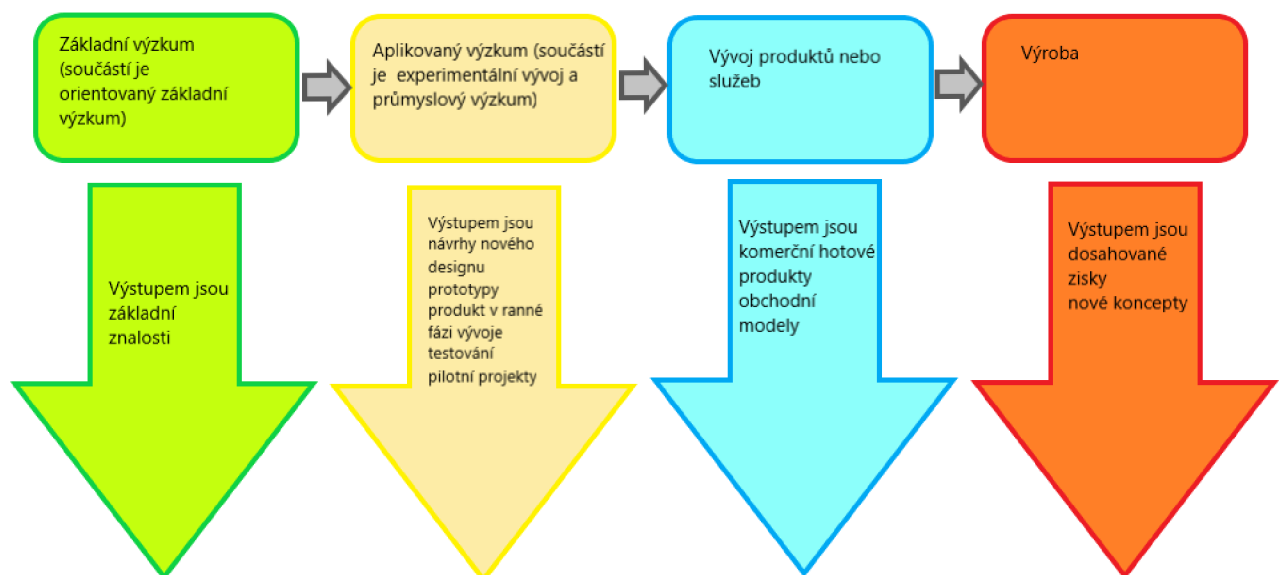 Základní výzkum
(součástí je
orientovaný základní
výzkum)
Aplikovaný výzkum (součástí
je experimentální vývoj a
průmyslový výzkum)
Vývoj produktů nebo
služeb
Výroba
Výstupem jsou
základní
znalosti
Výstupem jsou
návrhy nového
designu
prototypy
produkt v ranné
fázi vývoje
testování
pilotní projekty
Výstupem jsou
komerční hotové
produkty
obchodní
modely
Výstupem jsou
dosahované
zisky
nové koncepty